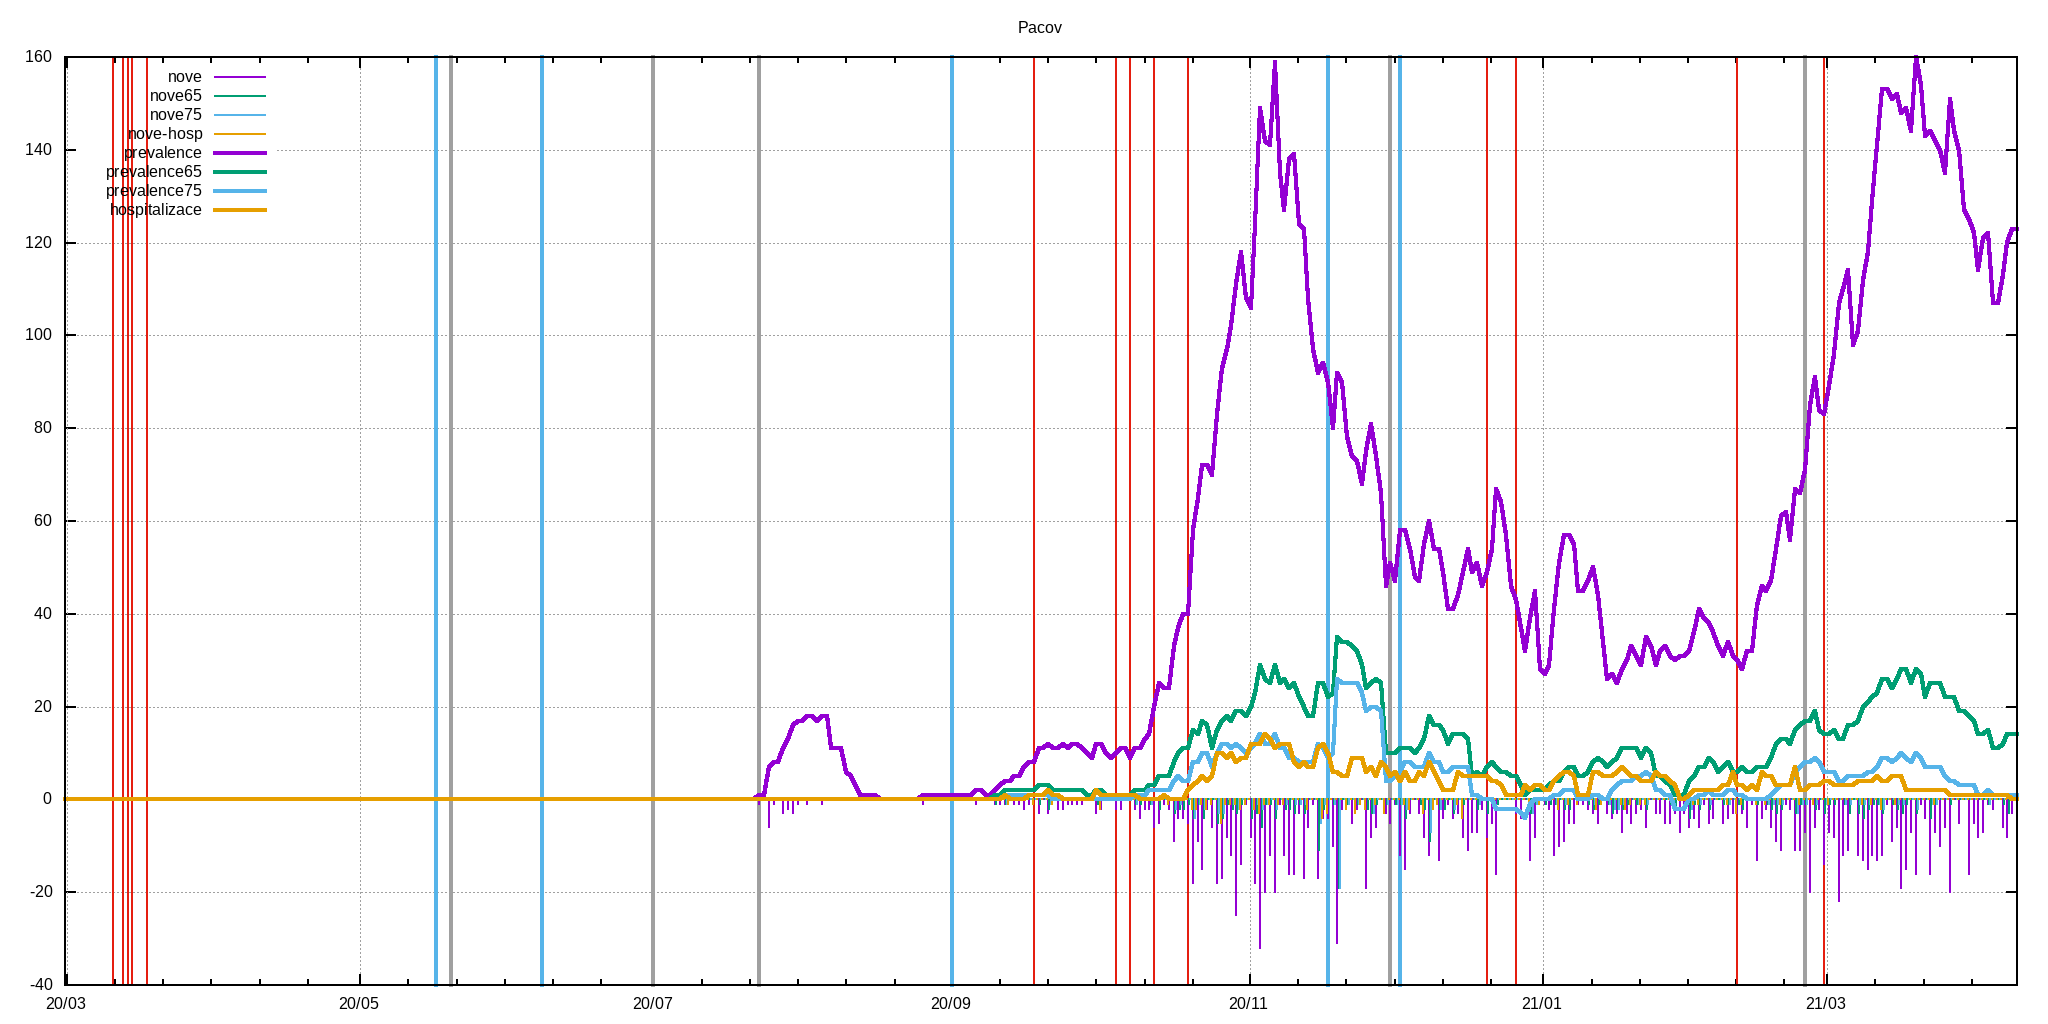 Pacov
160
140
120
100
80
60
40
20
0
-20
-40
nove
nove65
nove75
nove-hosp
prevalence
prevalence65
prevalence75
hospitalizace
20/03
20/05
20/07
20/09
20/11
21/01
21/03